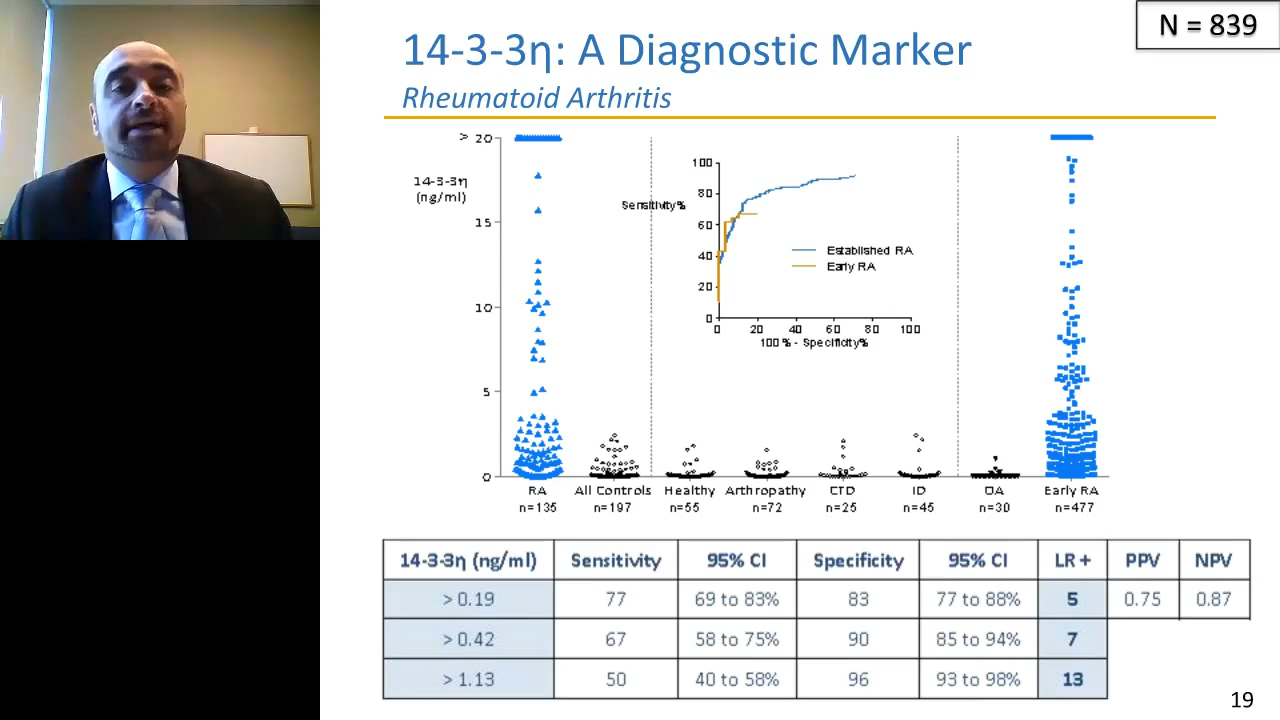 N = 839
14-3-3η: A Diagnostic Marker
Rheumatoid Arthritis
> 20
14-3-3η
(ng/ml)
15
10
5
0
100
80
60
40
20
0
Sensitivity%
Established RA
Early RA
0 20 40 60 80 100
100 % - Specificity%
RA All Controls Healthy Arthropathy CTD ID OA Early RA
n=135 n=197 n=55 n=72 n=25 n=45 n=30 n=477
14-3-3η (ng/ml) Sensitivity 95% CI Specificity 95% CI LR + PPV NPV
> 0.19 77 69 to 83% 83 77 to 88% 5 0.75 0.87
> 0.42 67 58 to 75% 90 85 to 94% 7
> 1.13 50 40 to 58% 96 93 to 98% 13
19